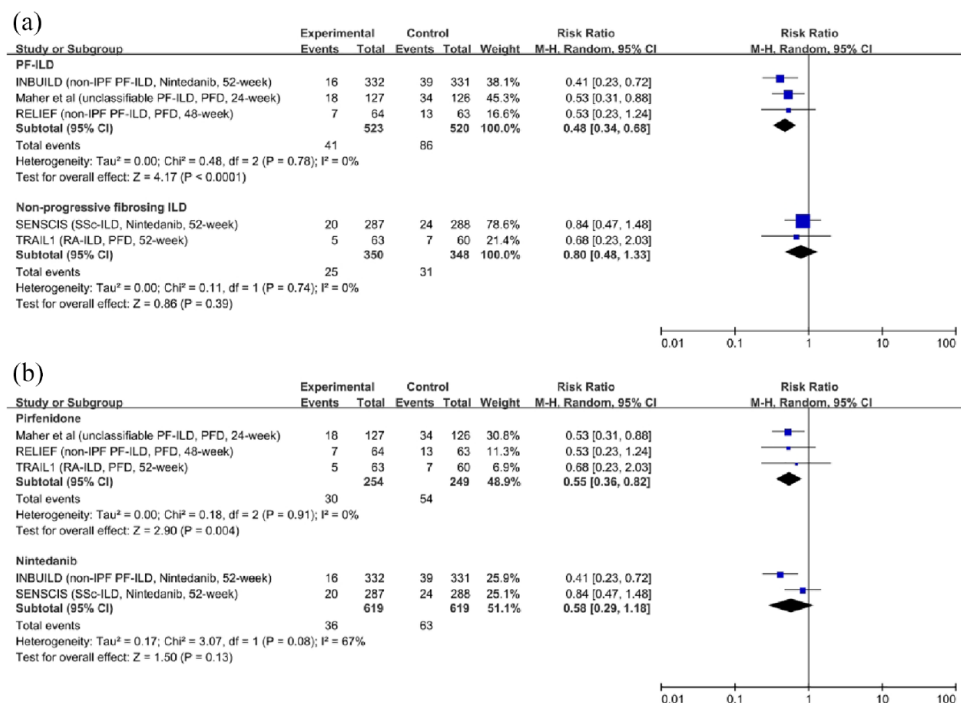 (a)
Experimental Control Risk Ratio Risk Ratio
Study or Subgroup Events Total Events Total Weight M-H. Random, 95% CI M-H. Random, 95% CI
PF-ILD
INBUILD (non-IPF PF-ILD, Nintedanib, 52-week) 16 332 39 331 38.1% 0.41 [0.23, 0.72]
Maher et al (unclassifiable PF-ILD, PFD, 24-week) 18 127 34 126 45.3% 0.53 [0.31, 0.88]
RELIEF (non-IPF PF-ILD, PFD, 48-week) 7 64 13 63 16.6% 0.53 [0.23, 1.24]
Subtotal (95% CI) 523 520 100.0% 0.48 [0.34, 0.68]
Total events 41 86
Heterogeneity: Tau² = 0.00; Chi² = 0.48, df = 2 (P = 0.78); I² = 0%
Test for overall effect: Z = 4.17 (P < 0.0001)
Non-progressive fibrosing ILD
SENSCIS (SSc-ILD, Nintedanib, 52-week) 20 287 24 288 78.6% 0.84 [0.47, 1.48]
TRAIL1 (RA-ILD, PFD, 52-week) 5 63 7 60 21.4% 0.68 [0.23, 2.03]
Subtotal (95% CI) 350 348 100.0% 0.80 [0.48, 1.33]
Total events 25 31
Heterogeneity: Tau² = 0.00; Chi² = 0.11, df = 1 (P = 0.74); I² = 0%
Test for overall effect: Z = 0.86 (P = 0.39)
0.01 0.1 1 10 100
(b)
Experimental Control Risk Ratio Risk Ratio
Study or Subgroup Events Total Events Total Weight M-H. Random, 95% CI M-H. Random, 95% CI
Pirfenidone
Maher et al (unclassifiable PF-ILD, PFD, 24-week) 18 127 34 126 30.8% 0.53 [0.31, 0.88]
RELIEF (non-IPF PF-ILD, PFD, 48-week) 7 64 13 63 11.3% 0.53 [0.23, 1.24]
TRAIL1 (RA-ILD, PFD, 52-week) 5 63 7 60 6.9% 0.68 [0.23, 2.03]
Subtotal (95% CI) 254 249 48.9% 0.55 [0.36, 0.82]
Total events 30 54
Heterogeneity: Tau² = 0.00; Chi² = 0.18, df = 2 (P = 0.91); I² = 0%
Test for overall effect: Z = 2.90 (P = 0.004)
Nintedanib
INBUILD (non-IPF PF-ILD, Nintedanib, 52-week) 16 332 39 331 25.9% 0.41 [0.23, 0.72]
SENSCIS (SSc-ILD, Nintedanib, 52-week) 20 287 24 288 25.1% 0.84 [0.47, 1.48]
Subtotal (95% CI) 619 619 51.1% 0.58 [0.29, 1.18]
Total events 36 63
Heterogeneity: Tau² = 0.17; Chi² = 3.07, df = 1 (P = 0.08); I² = 67%
Test for overall effect: Z = 1.50 (P = 0.13)
0.01 0.1 1 10 100